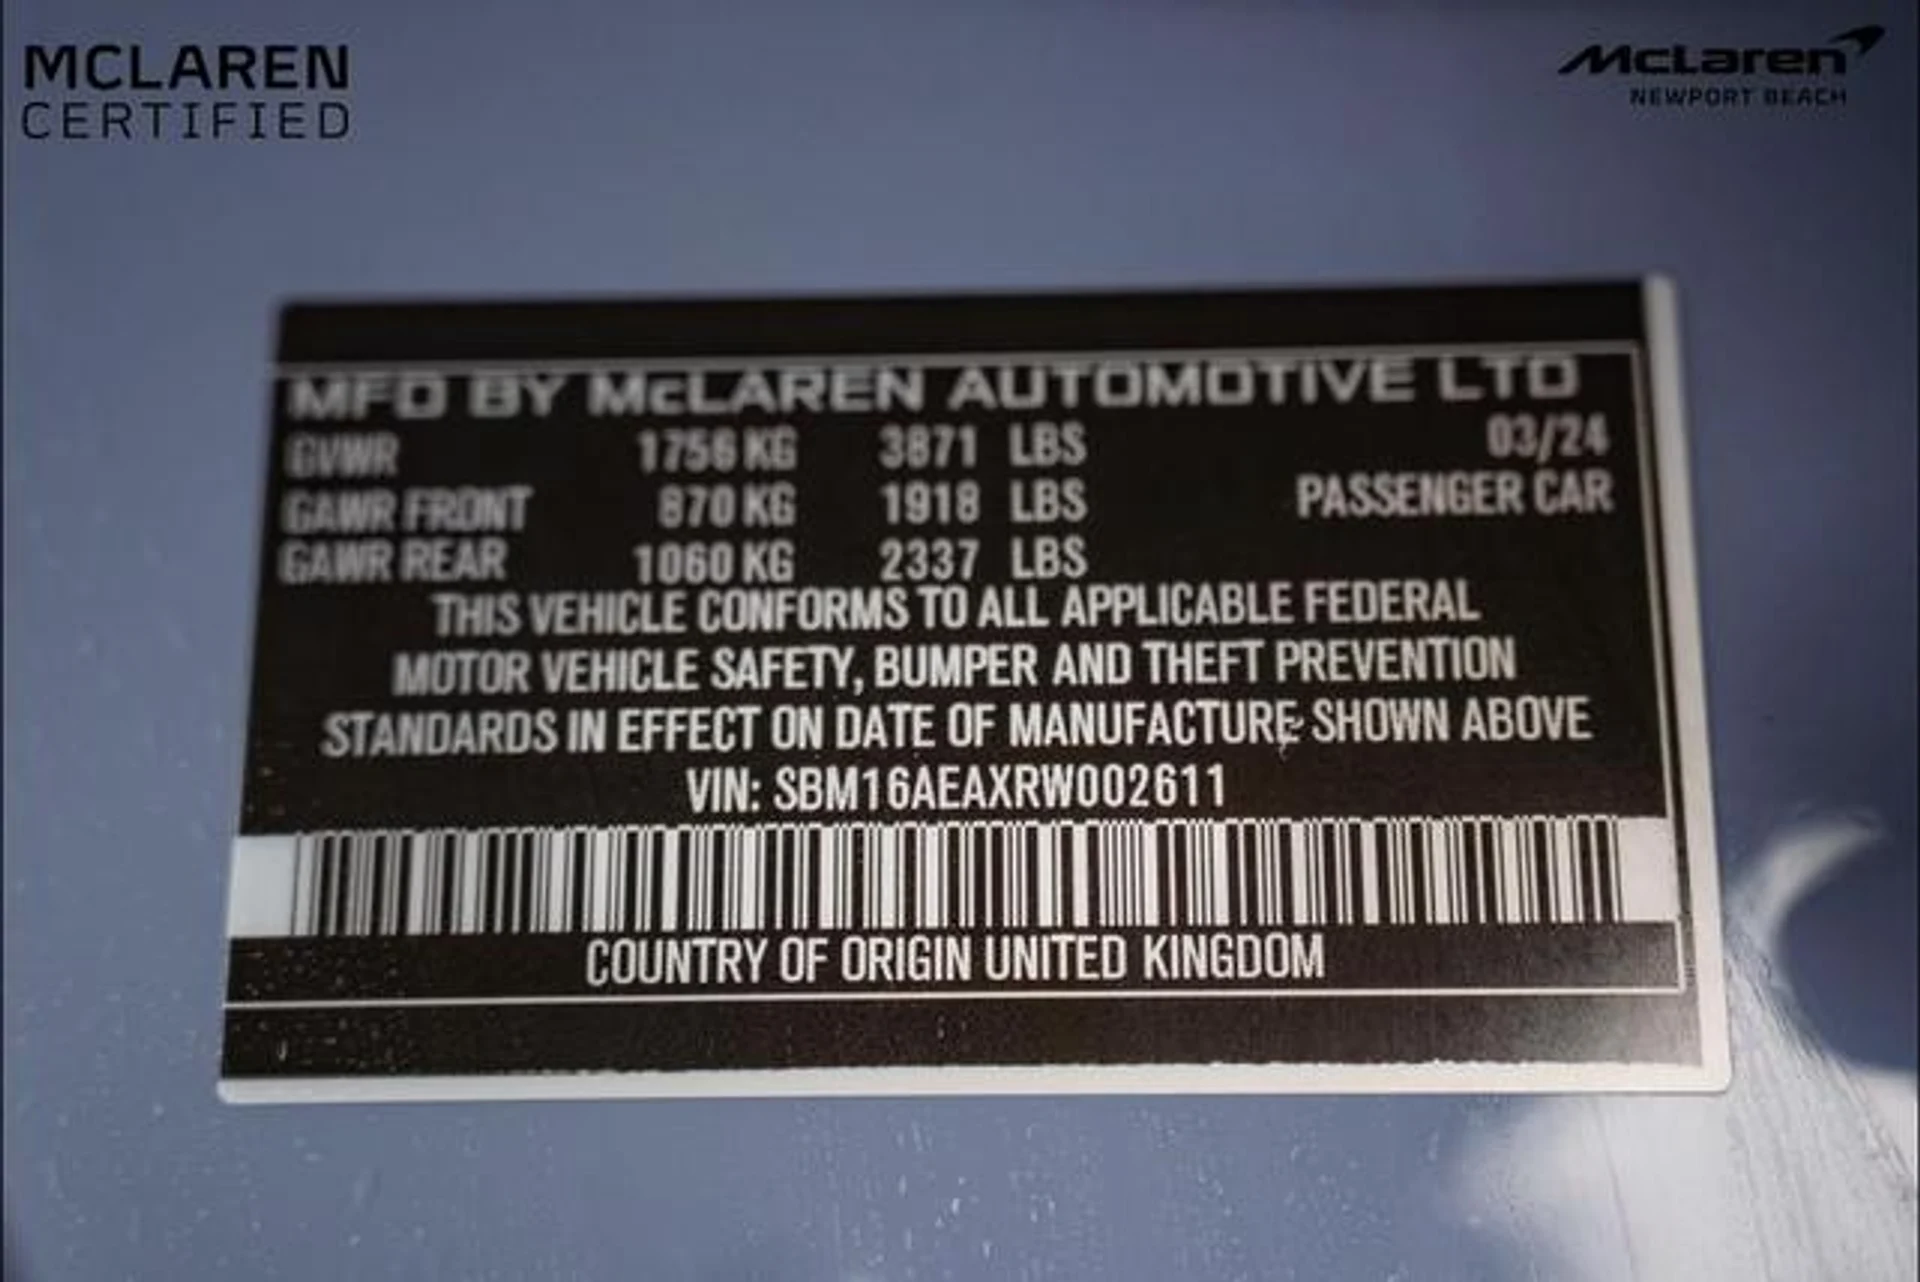 MCLAREN
CERTIFIED
McLaren
NEWPORT BEACH
MFD BY McLAREN AUTOMOTIVE LTD
GVWR 1756 KG 3871 LBS 03/24
GAWR FRONT 870 KG 1918 LBS PASSENGER CAR
GAWR REAR 1060 KG 2337 LBS
THIS VEHICLE CONFORMS TO ALL APPLICABLE FEDERAL
MOTOR VEHICLE SAFETY, BUMPER AND THEFT PREVENTION
STANDARDS IN EFFECT ON DATE OF MANUFACTURE SHOWN ABOVE
VIN: SBM16AEAXRW002611
COUNTRY OF ORIGIN UNITED KINGDOM